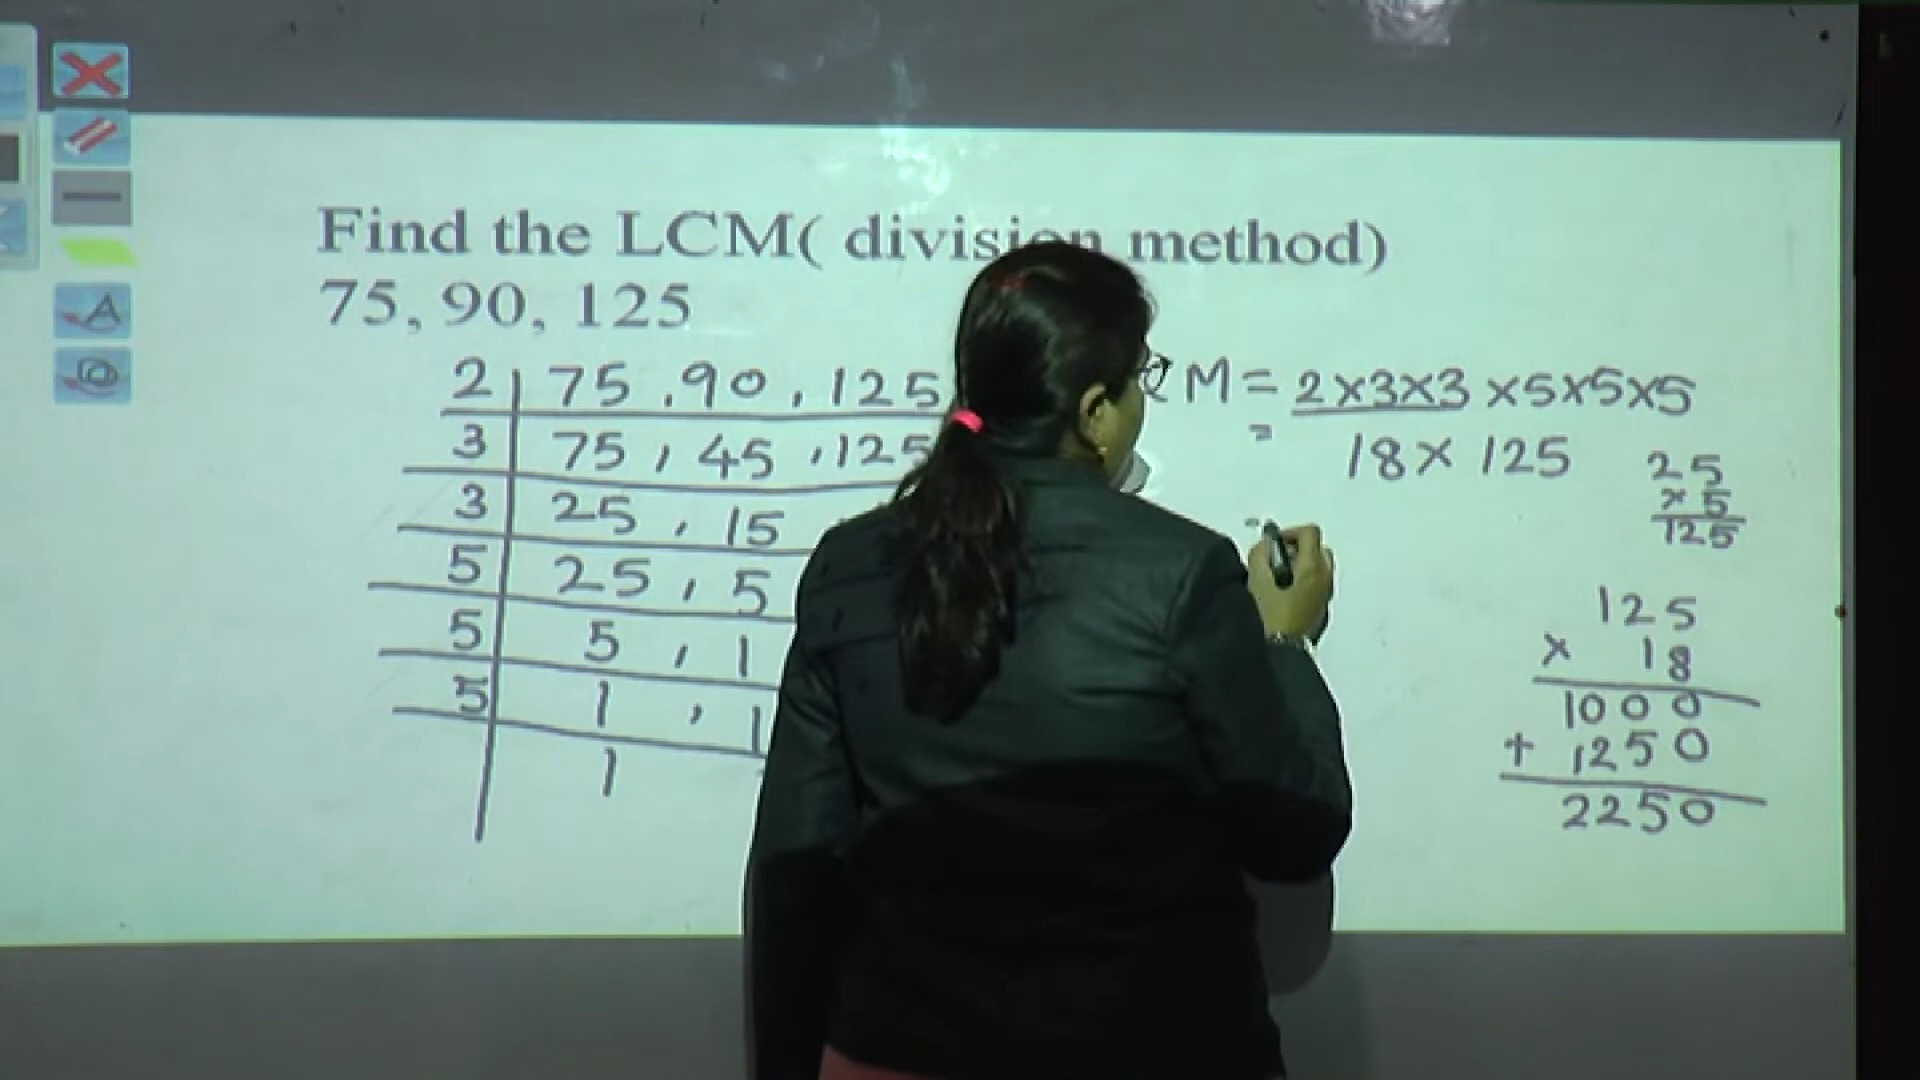 Find the LCM( division method)
75, 90, 125
2 | 75 , 90 , 125
3 | 75 , 45 , 125
3 | 25 , 15
5 | 25 , 5
5 | 5 , 1
5 | 1 , 1
1
M = 2×3×3 ×5×5×5
= 18 × 125
=
25
× 5
125
125
× 18
1000
+ 1250
2250